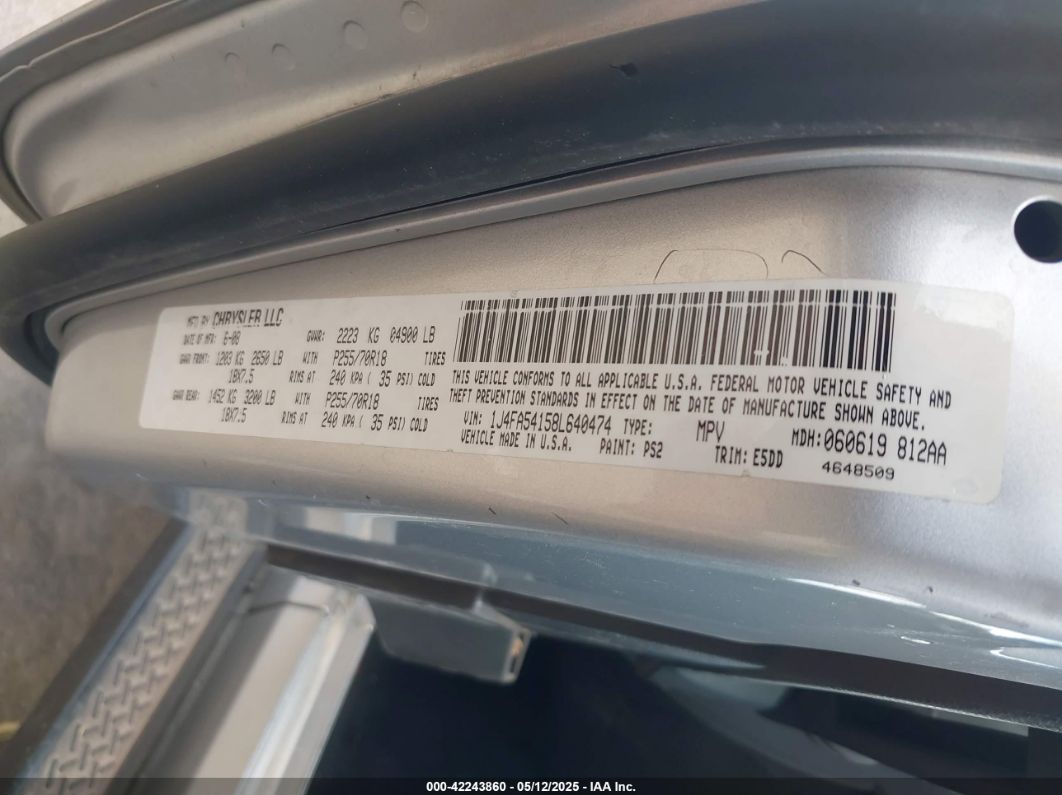 MFD BY CHRYSLER LLC
DATE OF MFR: 6-08 GVWR: 2223 KG 04900 LB
GAWR FRONT: 1203 KG 2650 LB WITH P255/70R18 TIRES
18X7.5 RIMS AT 240 KPA ( 35 PSI) COLD
GAWR REAR: 1452 KG 3200 LB WITH P255/70R18 TIRES
18X7.5 RIMS AT 240 KPA ( 35 PSI) COLD
THIS VEHICLE CONFORMS TO ALL APPLICABLE U.S.A. FEDERAL MOTOR VEHICLE SAFETY AND
THEFT PREVENTION STANDARDS IN EFFECT ON THE DATE OF MANUFACTURE SHOWN ABOVE.
VIN: 1J4FA54158L640474 TYPE: MPV MDH: 060619 812AA
VEHICLE MADE IN U.S.A. PAINT: PS2 TRIM: E5DD 4648509
000-42243860 - 05/12/2025 - IAA Inc.